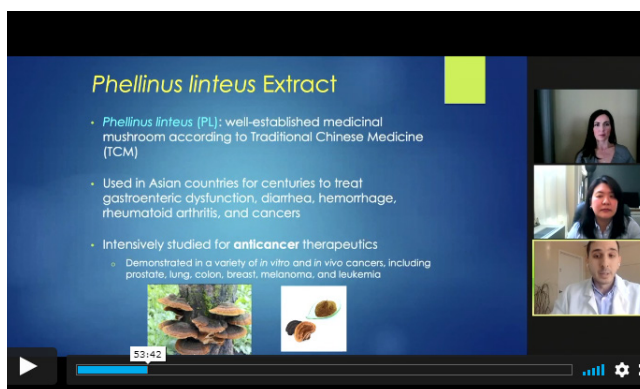 Phellinus linteus Extract
• Phellinus linteus (PL): well-established medicinal
mushroom according to Traditional Chinese Medicine
(TCM)
• Used in Asian countries for centuries to treat
gastroenteric dysfunction, diarrhea, hemorrhage,
rheumatoid arthritis, and cancers
• Intensively studied for anticancer therapeutics
o Demonstrated in a variety of in vitro and in vivo cancers, including
prostate, lung, colon, breast, melanoma, and leukemia
53:42